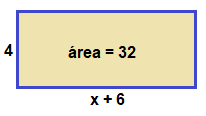 4
área = 32
x + 6